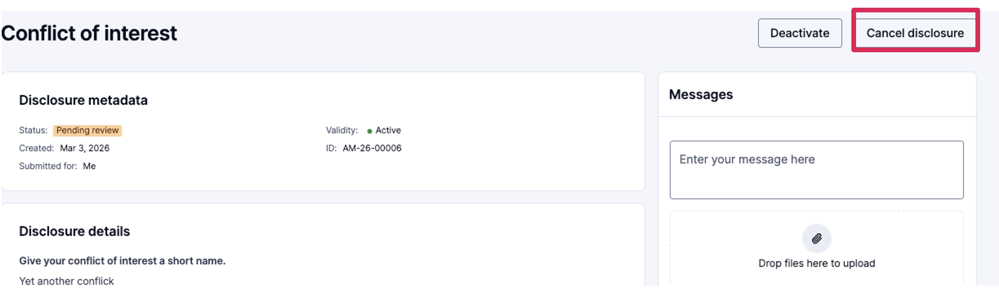 Conflict of interest
Deactivate
Cancel disclosure
Disclosure metadata
Status: Pending review
Validity: Active
Created: Mar 3, 2026
ID: AM-26-00006
Submitted for: Me
Disclosure details
Give your conflict of interest a short name.
Yet another conflick
Messages
Enter your message here
Drop files here to upload